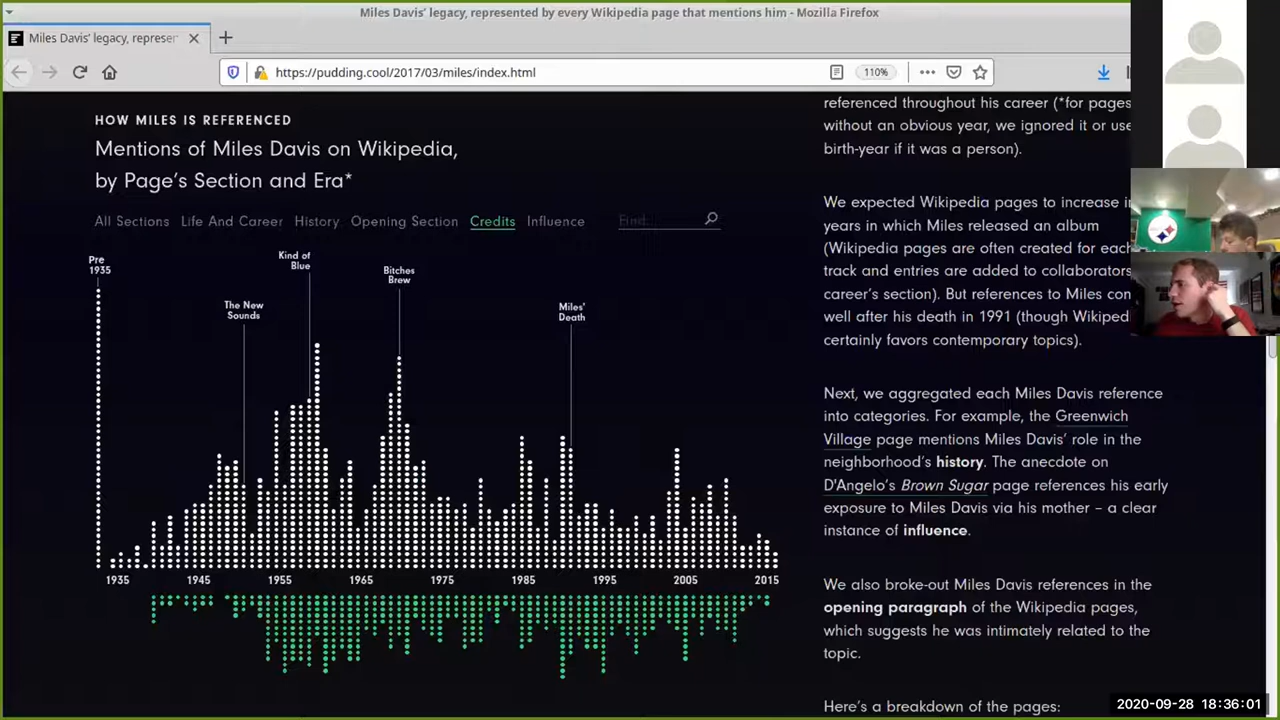 Miles Davis' legacy, represented by every Wikipedia page that mentions him - Mozilla Firefox
Miles Davis' legacy, represer
https://pudding.cool/2017/03/miles/index.html
110%
HOW MILES IS REFERENCED
Mentions of Miles Davis on Wikipedia,
by Page's Section and Era*
All Sections Life And Career History Opening Section Credits Influence Find
Pre
1935
The New
Sounds
Kind of
Blue
Bitches
Brew
Miles'
Death
1935 1945 1955 1965 1975 1985 1995 2005 2015
referenced throughout his career (*for pages
without an obvious year, we ignored it or use
birth-year if it was a person).
We expected Wikipedia pages to increase in
years in which Miles released an album
(Wikipedia pages are often created for each
track and entries are added to collaborators
career's section). But references to Miles con
well after his death in 1991 (though Wikiped
certainly favors contemporary topics).
Next, we aggregated each Miles Davis reference
into categories. For example, the Greenwich
Village page mentions Miles Davis' role in the
neighborhood's history. The anecdote on
D'Angelo's Brown Sugar page references his early
exposure to Miles Davis via his mother – a clear
instance of influence.
We also broke-out Miles Davis references in the
opening paragraph of the Wikipedia pages,
which suggests he was intimately related to the
topic.
Here's a breakdown of the pages:
2020-09-28 18:36:01